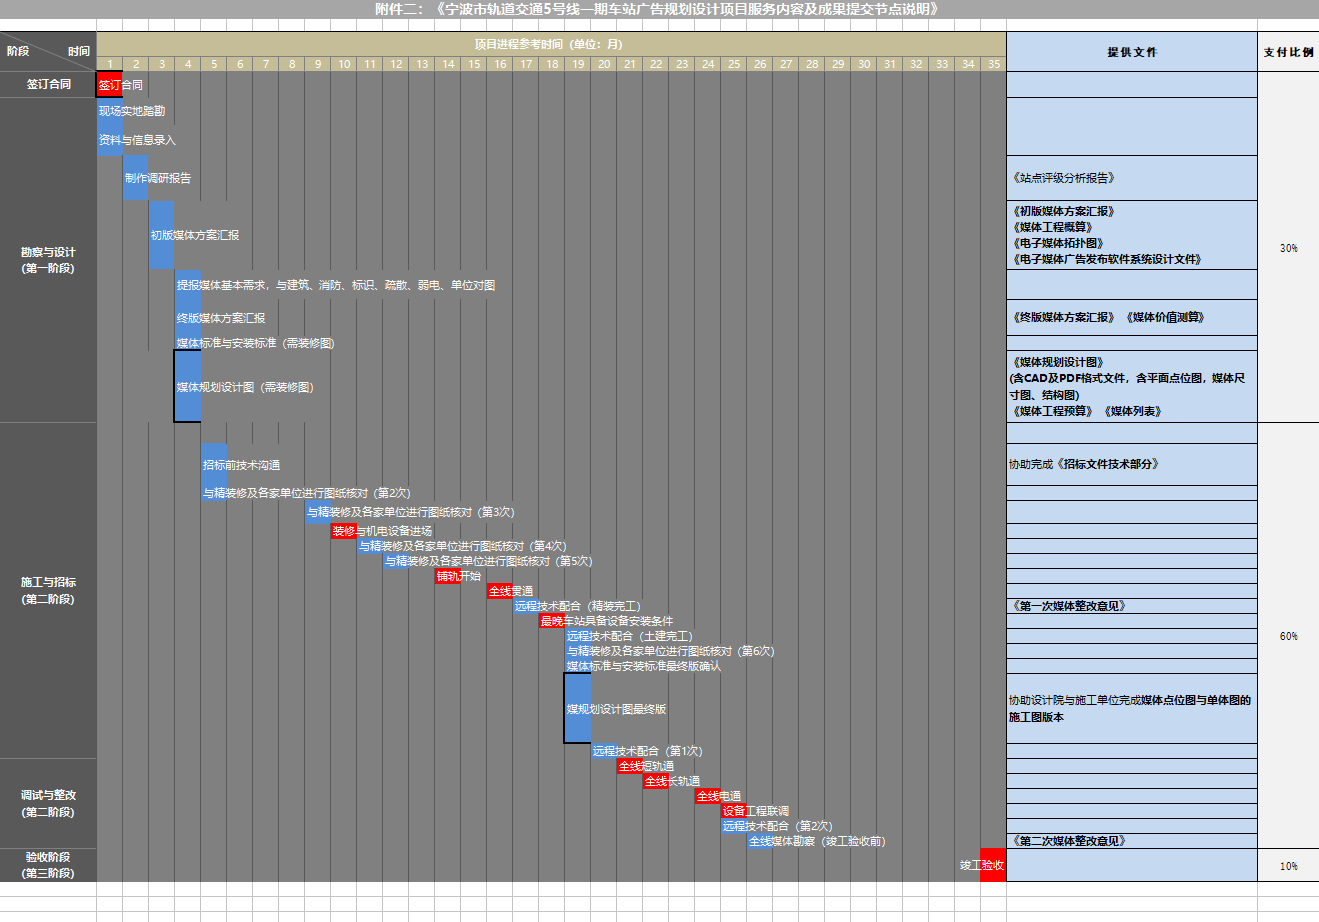 附件二：《宁波市轨道交通5号线一期车站广告规划设计项目服务内容及成果提交节点说明》
阶段 时间
项目进程参考时间（单位：月）
提供文件
支付比例
1 2 3 4 5 6 7 8 9 10 11 12 13 14 15 16 17 18 19 20 21 22 23 24 25 26 27 28 29 30 31 32 33 34 35
签订合同
签订合同
勘察与设计
（第一阶段）
现场实地踏勘
资料与信息录入
制作调研报告
《站点评级分析报告》
初版媒体方案汇报
《初版媒体方案汇报》
《媒体工程概算》
《电子媒体拓扑图》
《电子媒体广告发布软件系统设计文件》
30%
提报媒体基本需求，与建筑、消防、标识、疏散、弱电、单位对图
终版媒体方案汇报
《终版媒体方案汇报》 《媒体价值测算》
媒体标准与安装标准（需装修图）
媒体规划设计图（需装修图）
《媒体规划设计图》
(含CAD及PDF格式文件，含平面点位图，媒体尺
寸图、结构图)
《媒体工程预算》 《媒体列表》
施工与招标
（第二阶段）
招标前技术沟通
协助完成《招标文件技术部分》
与精装修及各家单位进行图纸核对（第2次）
与精装修及各家单位进行图纸核对（第3次）
装修与机电设备进场
与精装修及各家单位进行图纸核对（第4次）
与精装修及各家单位进行图纸核对（第5次）
铺轨开始
全线贯通
远程技术配合（精装完工）
《第一次媒体整改意见》
最晚车站具备设备安装条件
远程技术配合（土建完工）
60%
与精装修及各家单位进行图纸核对（第6次）
媒体标准与安装标准最终版确认
媒规划设计图最终版
协助设计院与施工单位完成媒体点位图与单体图的
施工图版本
远程技术配合（第1次）
调试与整改
（第二阶段）
全线短轨通
全线长轨通
全线电通
设备工程联调
远程技术配合（第2次）
全线媒体勘察（竣工验收前）
《第二次媒体整改意见》
验收阶段
（第三阶段）
竣工验收
10%